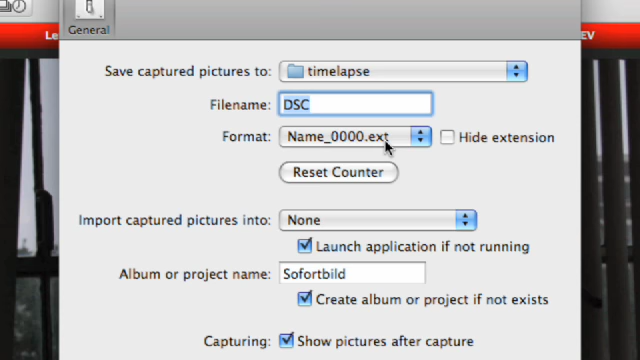 General
Le
EV
Save captured pictures to: timelapse
Filename: DSC
Format: Name_0000.ext Hide extension
Reset Counter
Import captured pictures into: None
Launch application if not running
Album or project name: Sofortbild
Create album or project if not exists
Capturing: Show pictures after capture